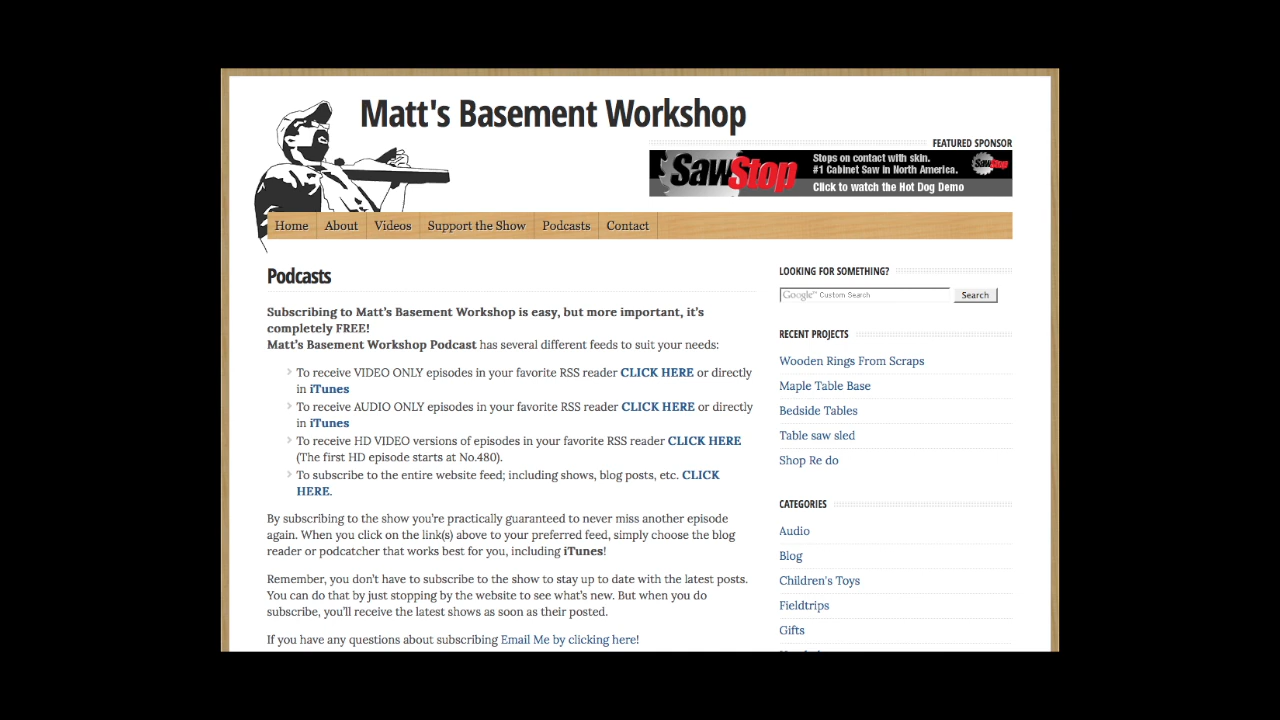 Matt's Basement Workshop
FEATURED SPONSOR
SawStop
Stops on contact with skin.
#1 Cabinet Saw in North America.
Click to watch the Hot Dog Demo
SawStop
Home About Videos Support the Show Podcasts Contact
Podcasts
Subscribing to Matt's Basement Workshop is easy, but more important, it's
completely FREE!
Matt's Basement Workshop Podcast has several different feeds to suit your needs:
To receive VIDEO ONLY episodes in your favorite RSS reader CLICK HERE or directly
in iTunes
To receive AUDIO ONLY episodes in your favorite RSS reader CLICK HERE or directly
in iTunes
To receive HD VIDEO versions of episodes in your favorite RSS reader CLICK HERE
(The first HD episode starts at No.480).
To subscribe to the entire website feed; including shows, blog posts, etc. CLICK
HERE.
By subscribing to the show you're practically guaranteed to never miss another episode
again. When you click on the link(s) above to your preferred feed, simply choose the blog
reader or podcatcher that works best for you, including iTunes!
Remember, you don't have to subscribe to the show to stay up to date with the latest posts.
You can do that by just stopping by the website to see what's new. But when you do
subscribe, you'll receive the latest shows as soon as their posted.
If you have any questions about subscribing Email Me by clicking here!
LOOKING FOR SOMETHING?
Google™ Custom Search Search
RECENT PROJECTS
Wooden Rings From Scraps
Maple Table Base
Bedside Tables
Table saw sled
Shop Re do
CATEGORIES
Audio
Blog
Children's Toys
Fieldtrips
Gifts